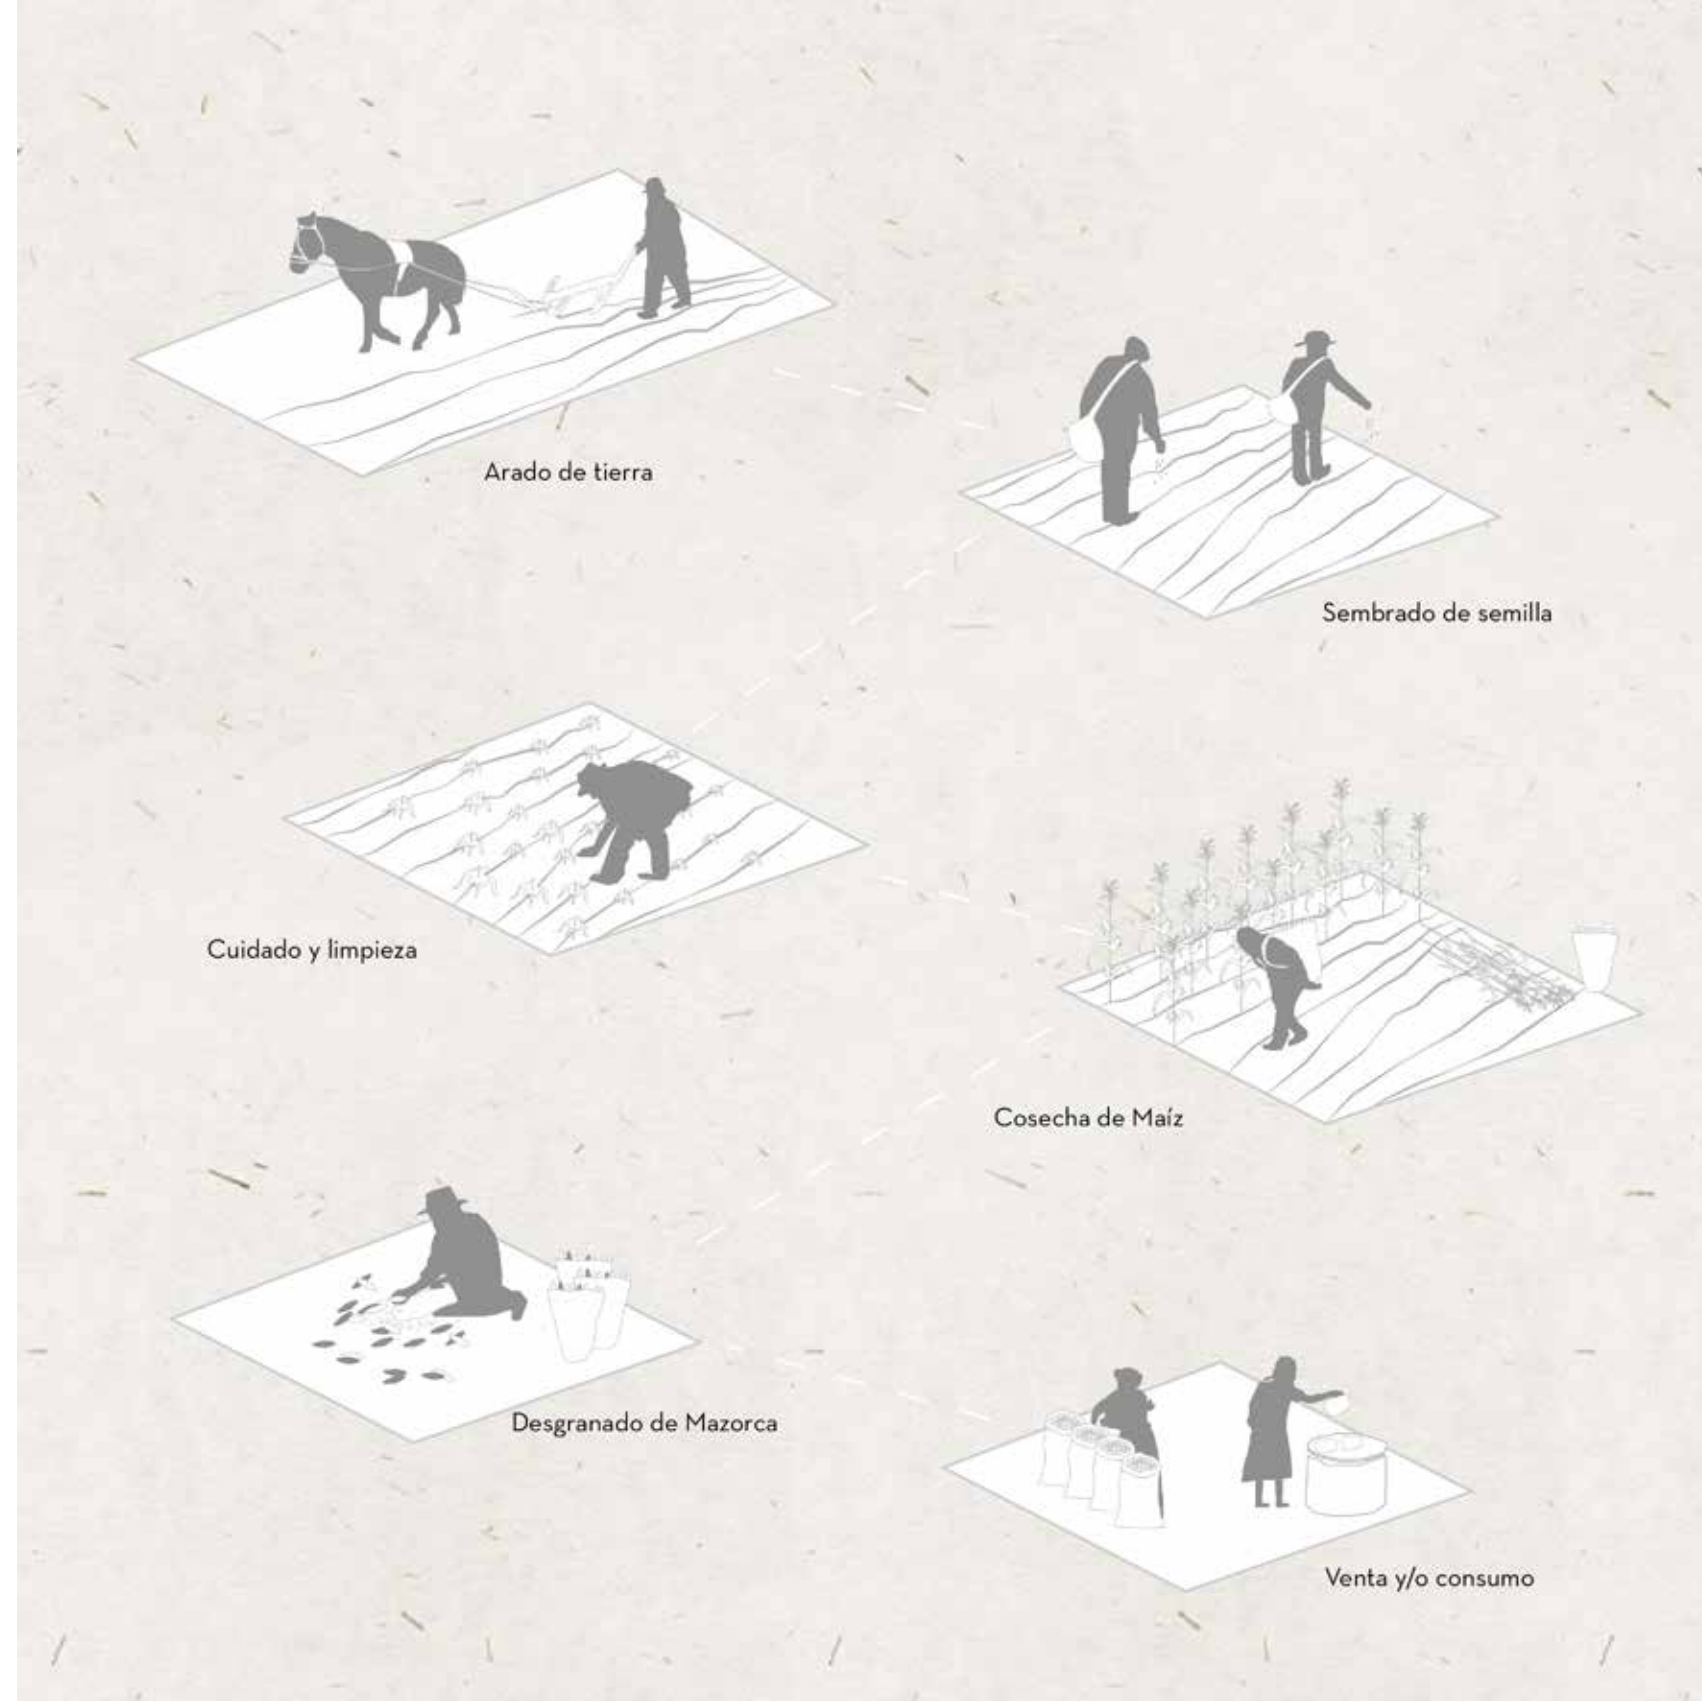 Arado de tierra
Sembrado de semilla
Cuidado y limpieza
Cosecha de Maíz
Desgranado de Mazorca
Venta y/o consumo